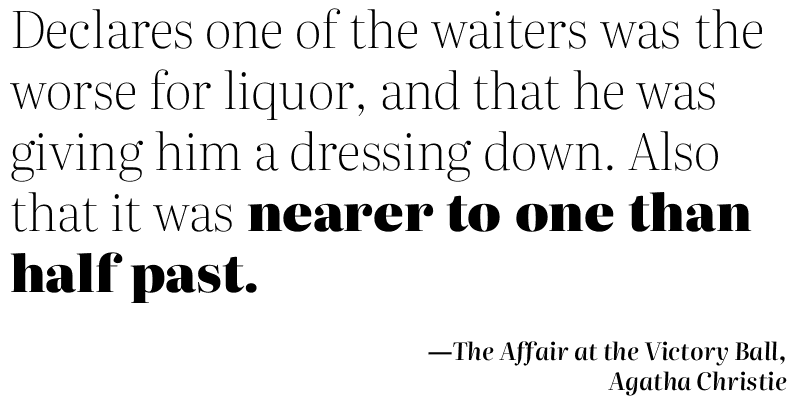 Declares one of the waiters was the
worse for liquor, and that he was
giving him a dressing down. Also
that it was nearer to one than
half past.
—The Affair at the Victory Ball,
Agatha Christie